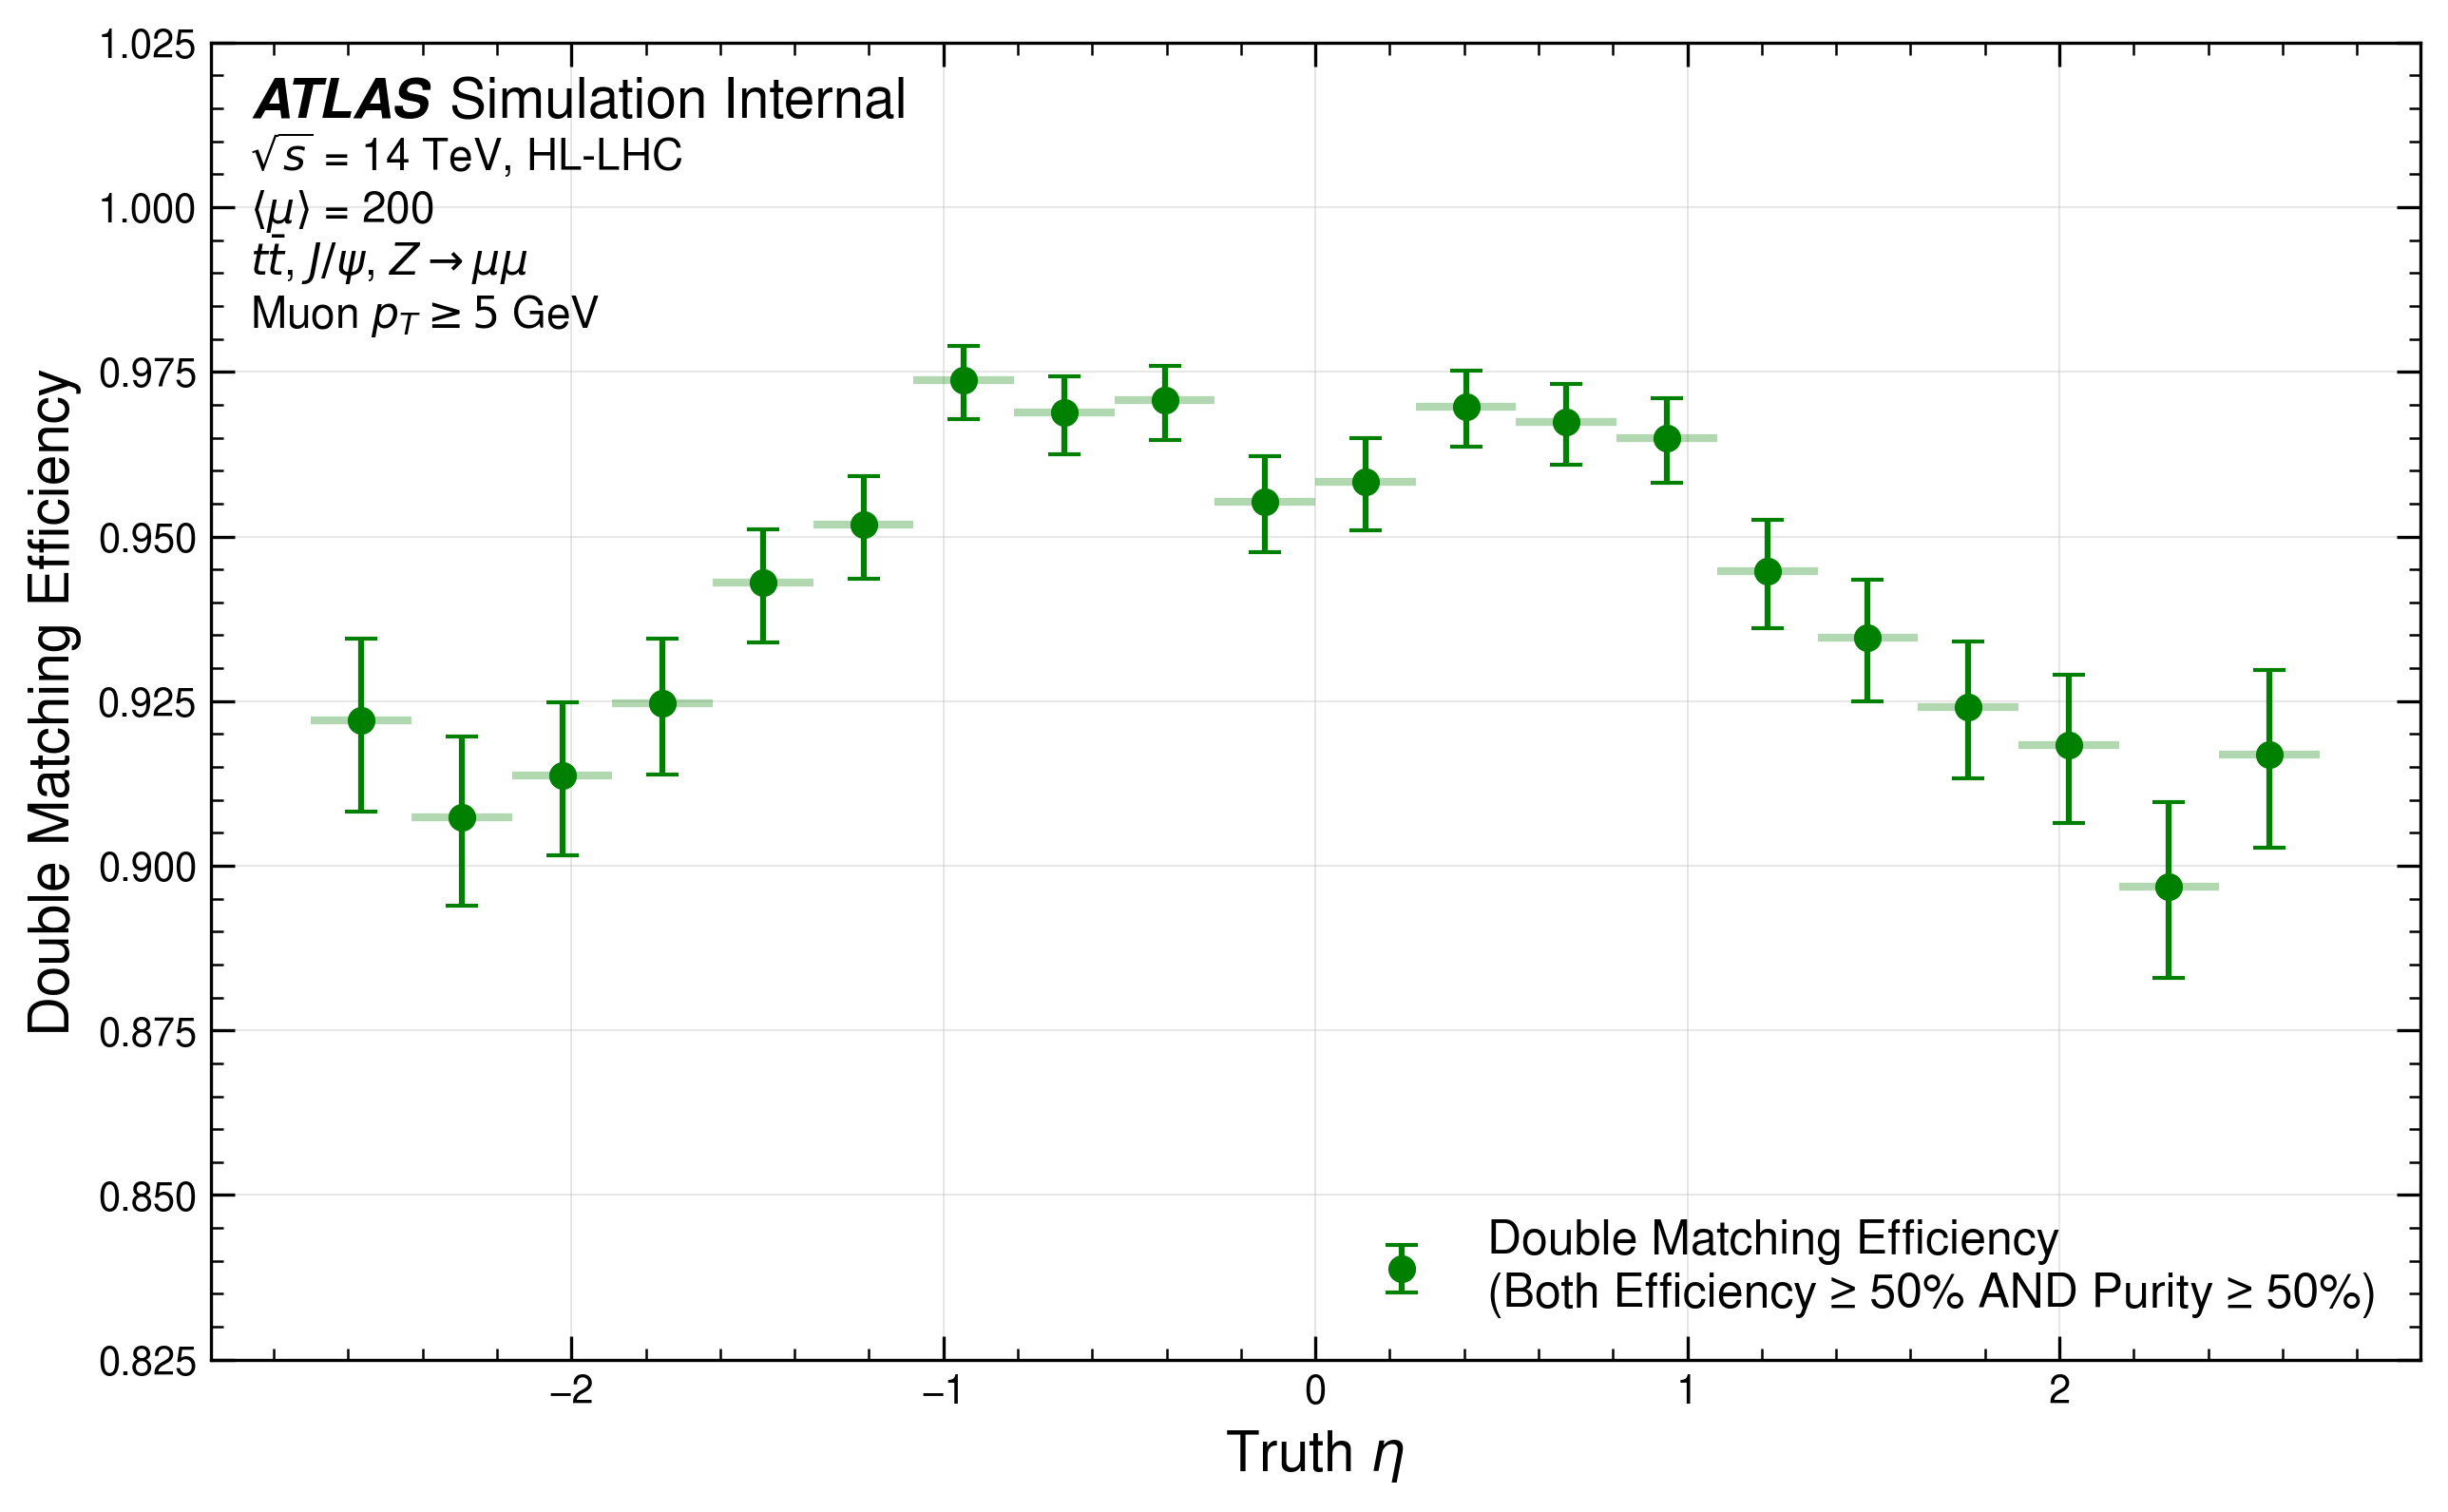 ATLAS Simulation Internal
√s = 14 TeV, HL-LHC
⟨μ⟩ = 200
tt̄, J/ψ, Z → μμ
Muon pT ≥ 5 GeV
1.025
1.000
0.975
0.950
0.925
0.900
0.875
0.850
0.825
Double Matching Efficiency
Double Matching Efficiency
(Both Efficiency ≥ 50% AND Purity ≥ 50%)
−2 −1 0 1 2
Truth η